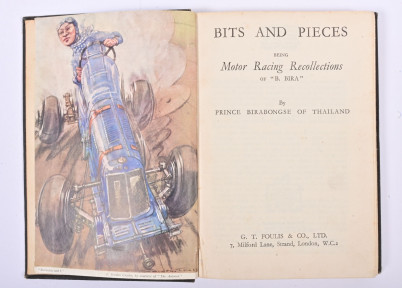 BITS AND PIECES
BEING
Motor Racing Recollections
OF "B. BIRA"
By
PRINCE BIRABONGSE OF THAILAND
G. T. FOULIS & CO., LTD.
7, Milford Lane, Strand, London, W.C.2